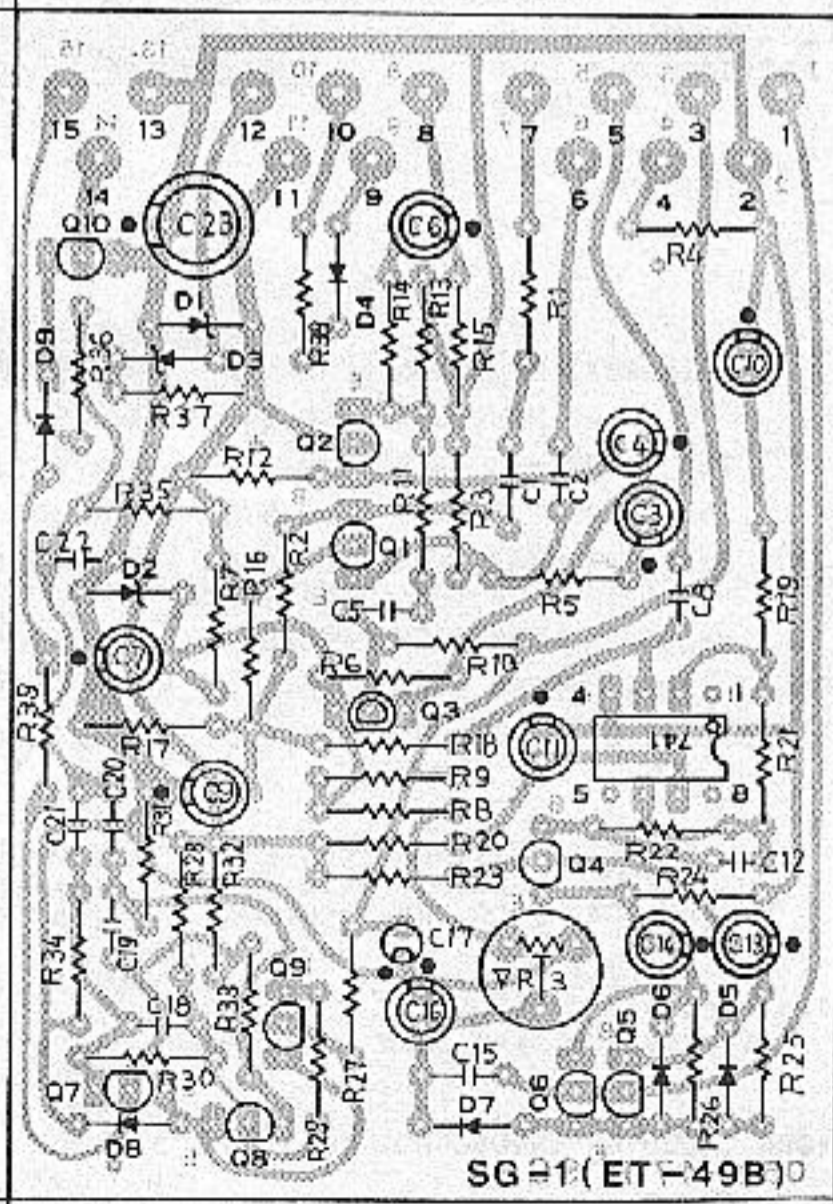 15 13 12 10 8 7 5 3 1
14 11 9 6 4 2
Q10 C23 C6 R4
D1 D4 R14 R13 R15 R1
D9 R36 D3 R38 C10
R37
Q2 C4
R12
R35 R11 R3 C1 C2 C3
Q1
C22 D2 R7 R16 R2 R5 R19
C5 C8
C7 R6 R10
R39 Q3 4 1
R17 R18 C11 741 R21
C20 C9 R9
C21 R31 R8 5 8
R28 R32 R20 R22
R23 Q4 C12
R24
R34 C19 C17 C14 C13
Q9 VR 3
C18 R33 C16 D6 D5
Q5
R27 C15 R25
Q7 R30 R29 Q6 R26
D8 Q8 D7
SG-1(ET-49B)